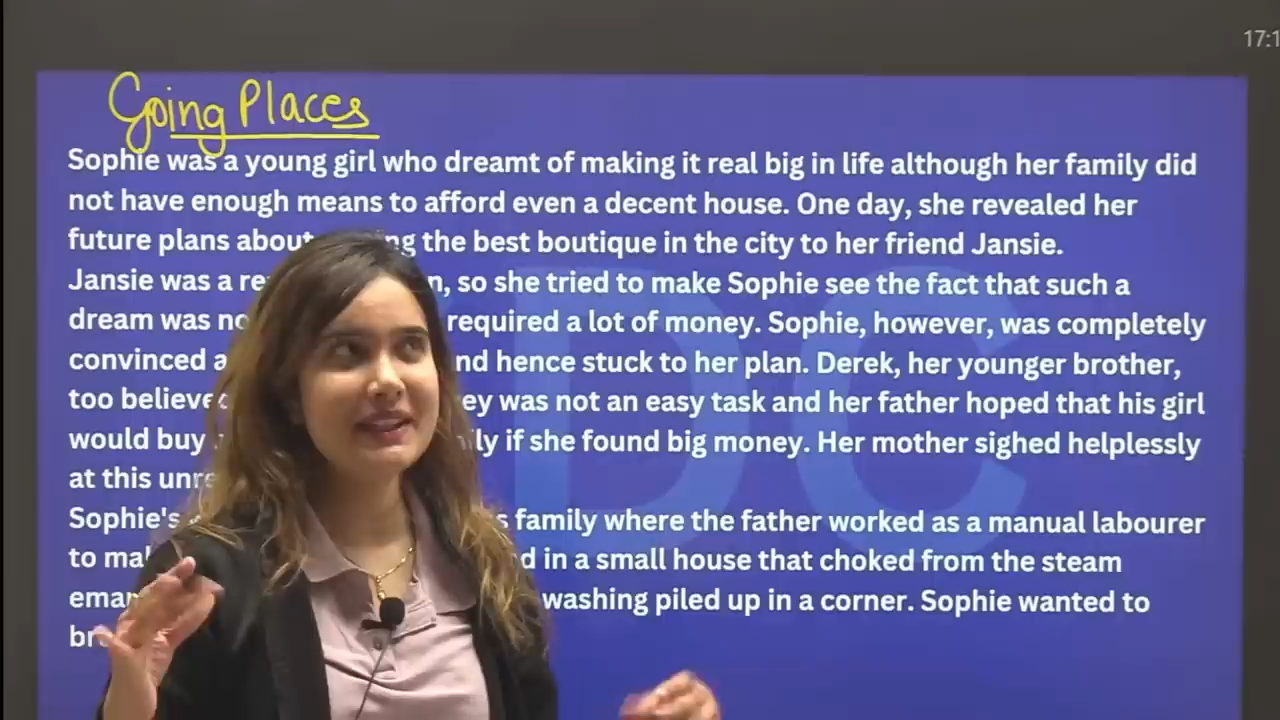 17:1
Going Places
Sophie was a young girl who dreamt of making it real big in life although her family did
not have enough means to afford even a decent house. One day, she revealed her
future plans about ng the best boutique in the city to her friend Jansie.
Jansie was a re n, so she tried to make Sophie see the fact that such a
dream was no required a lot of money. Sophie, however, was completely
convinced a nd hence stuck to her plan. Derek, her younger brother,
too believe ey was not an easy task and her father hoped that his girl
would buy ly if she found big money. Her mother sighed helplessly
at this unre
Sophie's s family where the father worked as a manual labourer
to ma d in a small house that choked from the steam
eman washing piled up in a corner. Sophie wanted to
br
DC